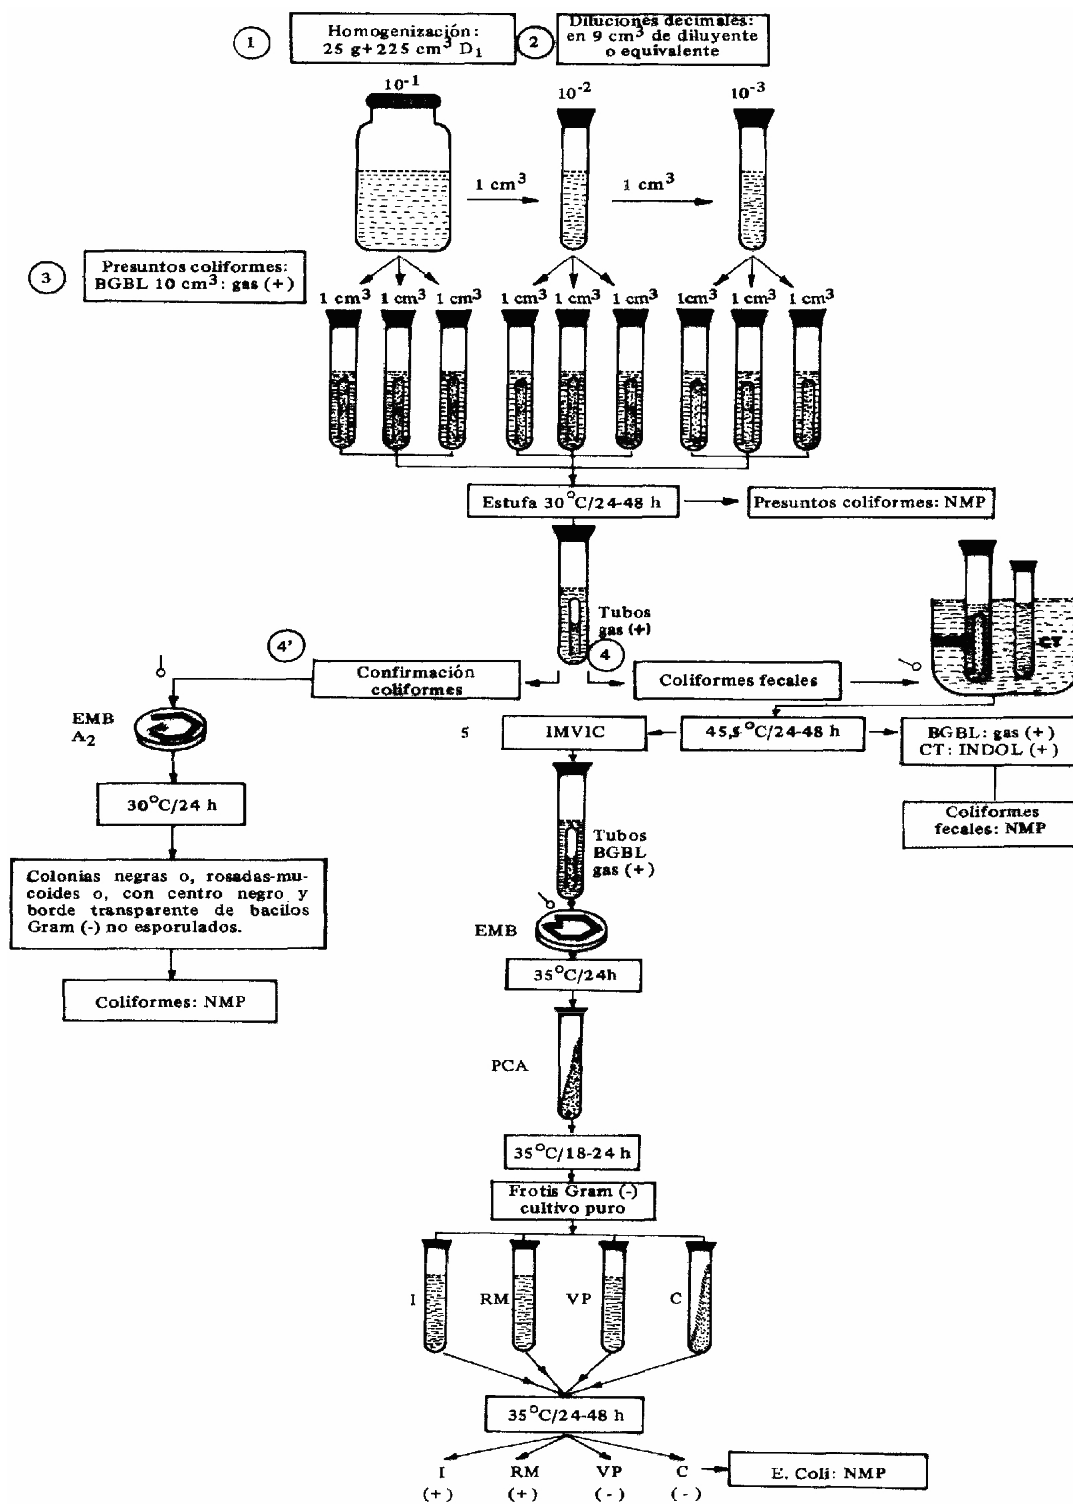 1
Homogenización:
25 g+225 cm³ D₁
2
Diluciones decimales:
en 9 cm³ de diluyente
o equivalente
10⁻¹
10⁻²
10⁻³
1 cm³
1 cm³
3
Presuntos coliformes:
BGBL 10 cm³: gas (+)
1 cm³ 1 cm³ 1 cm³ 1 cm³ 1 cm³ 1 cm³ 1cm³ 1 cm³ 1 cm³
Estufa 30°C/24-48 h
Presuntos coliformes: NMP
Tubos
gas (+)
4'
4
Confirmación
coliformes
Coliformes fecales
CT
EMB
A₂
5
IMVIC
45,5°C/24-48 h
BGBL: gas (+)
CT: INDOL (+)
30°C/24 h
Coliformes
fecales: NMP
Tubos
BGBL
gas (+)
Colonias negras o, rosadas-mu-
coides o, con centro negro y
borde transparente de bacilos
Gram (-) no esporulados.
EMB
35°C/24h
Coliformes: NMP
PCA
35°C/18-24 h
Frotis Gram (-)
cultivo puro
I RM VP C
35°C/24-48 h
I RM VP C
(+) (+) (-) (-)
E. Coli: NMP